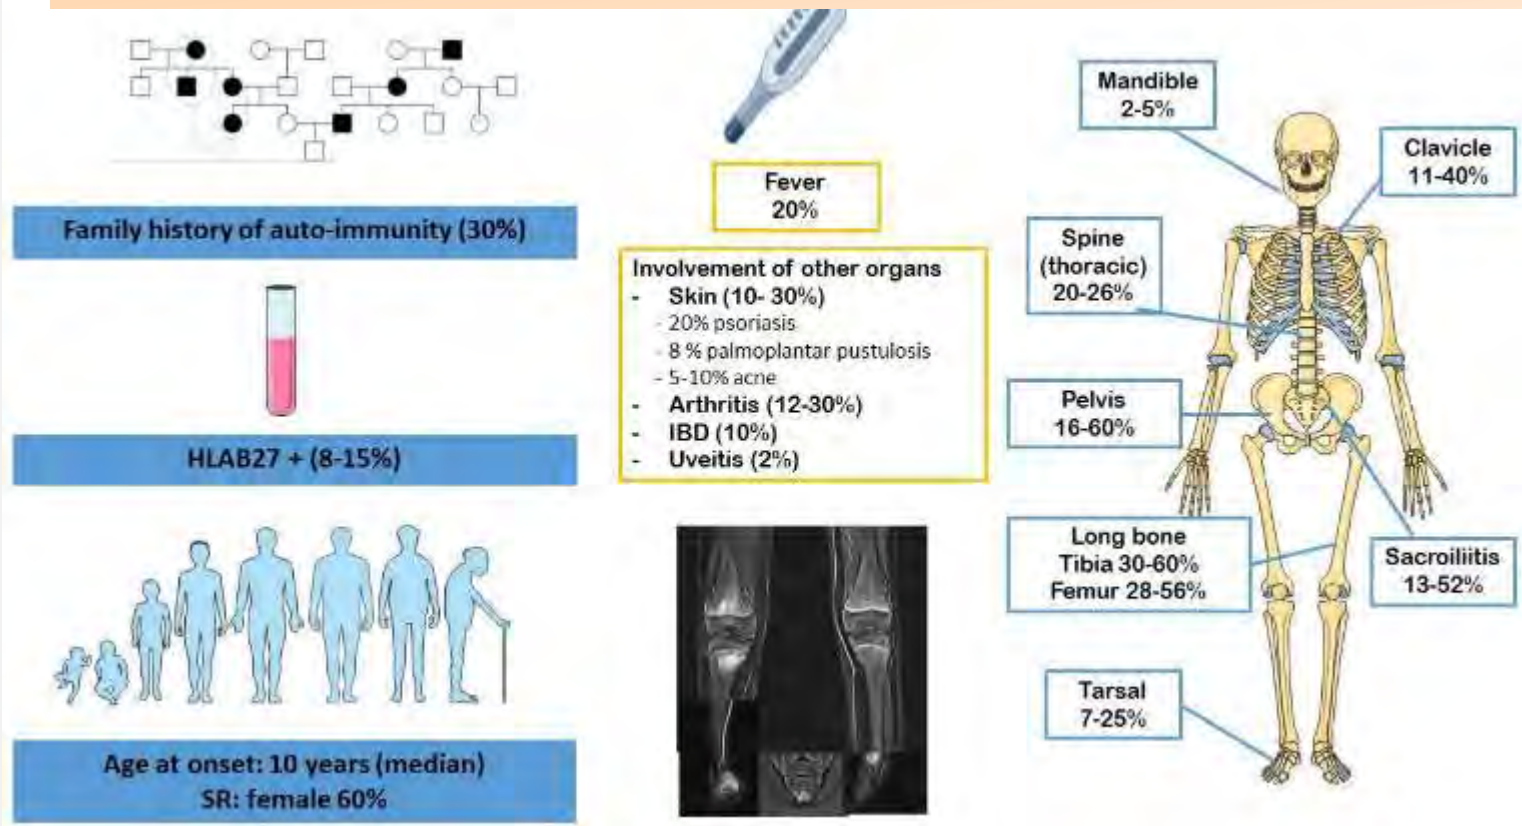 Family history of auto-immunity (30%)
HLAB27 + (8-15%)
Age at onset: 10 years (median)
SR: female 60%
Fever
20%
Involvement of other organs
- Skin (10- 30%)
- 20% psoriasis
- 8 % palmoplantar pustulosis
- 5-10% acne
- Arthritis (12-30%)
- IBD (10%)
- Uveitis (2%)
Mandible
2-5%
Clavicle
11-40%
Spine
(thoracic)
20-26%
Pelvis
16-60%
Long bone
Tibia 30-60%
Femur 28-56%
Sacroiliitis
13-52%
Tarsal
7-25%